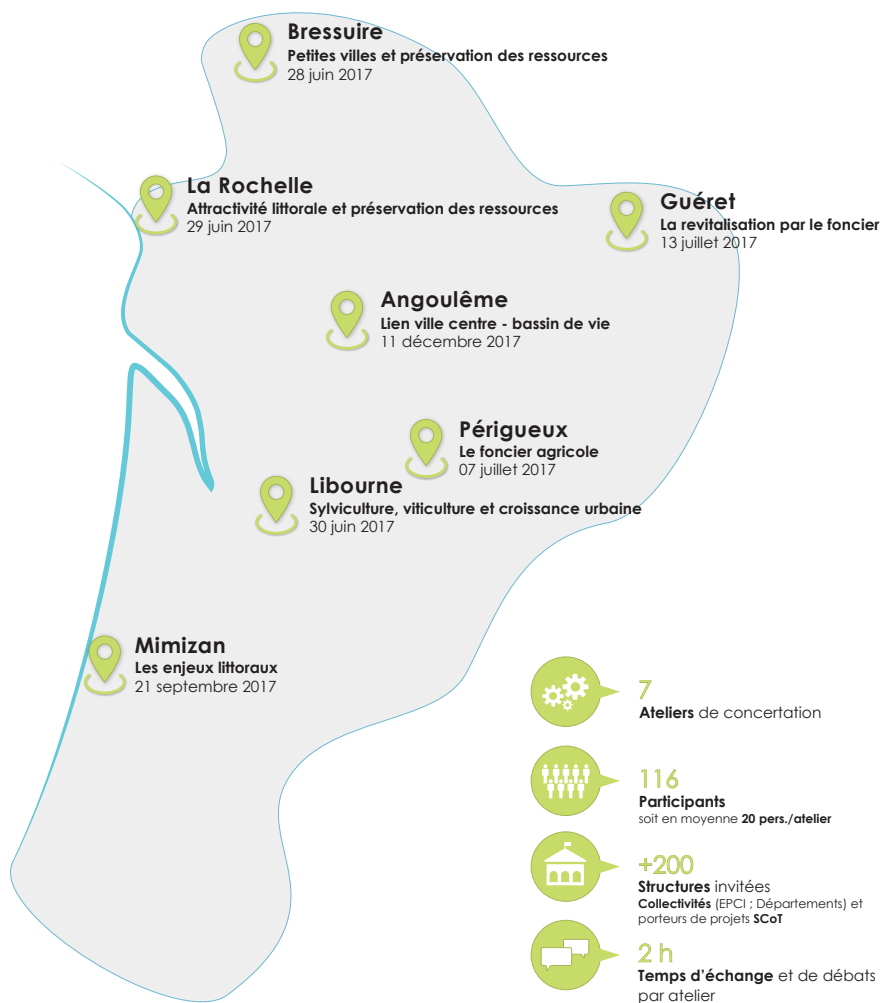 Bressuire
Petites villes et préservation des ressources
28 juin 2017
La Rochelle
Attractivité littorale et préservation des ressources
29 juin 2017
Guéret
La revitalisation par le foncier
13 juillet 2017
Angoulême
Lien ville centre - bassin de vie
11 décembre 2017
Périgueux
Le foncier agricole
07 juillet 2017
Libourne
Sylviculture, viticulture et croissance urbaine
30 juin 2017
Mimizan
Les enjeux littoraux
21 septembre 2017
7
Ateliers de concertation
116
Participants
soit en moyenne 20 pers./atelier
+200
Structures invitées
Collectivités (EPCI ; Départements) et
porteurs de projets SCoT
2 h
Temps d'échange et de débats
par atelier